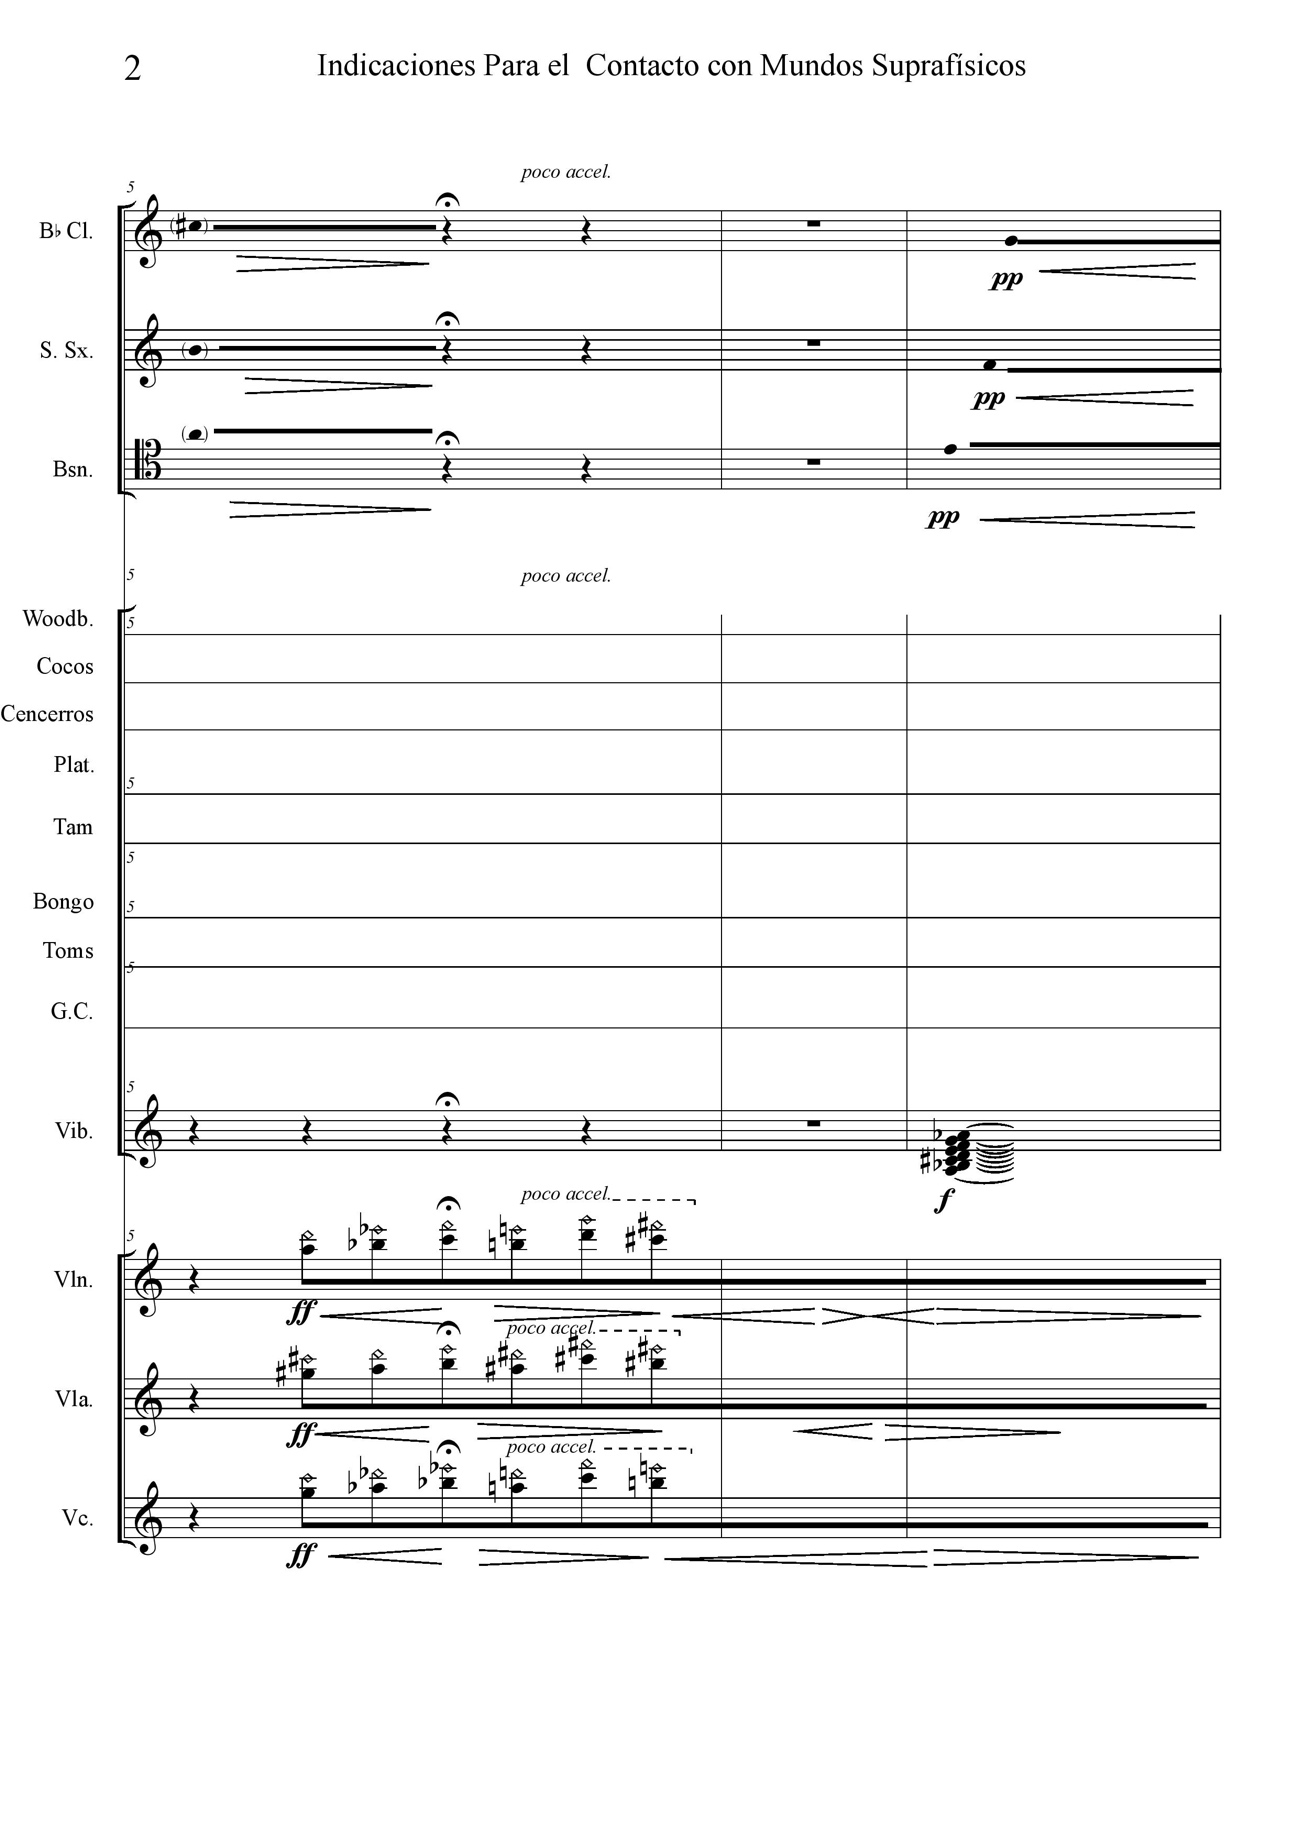 2
Indicaciones Para el  Contacto con Mundos Suprafísicos
poco accel.
5
B♭ Cl.
pp
S. Sx.
pp
Bsn.
pp
5
poco accel.
Woodb.
5
Cocos
Cencerros
Plat.
5
Tam
5
Bongo
5
Toms
5
G.C.
5
Vib.
f
poco accel.
5
Vln.
ff
poco accel.
Vla.
ff
poco accel.
Vc.
ff